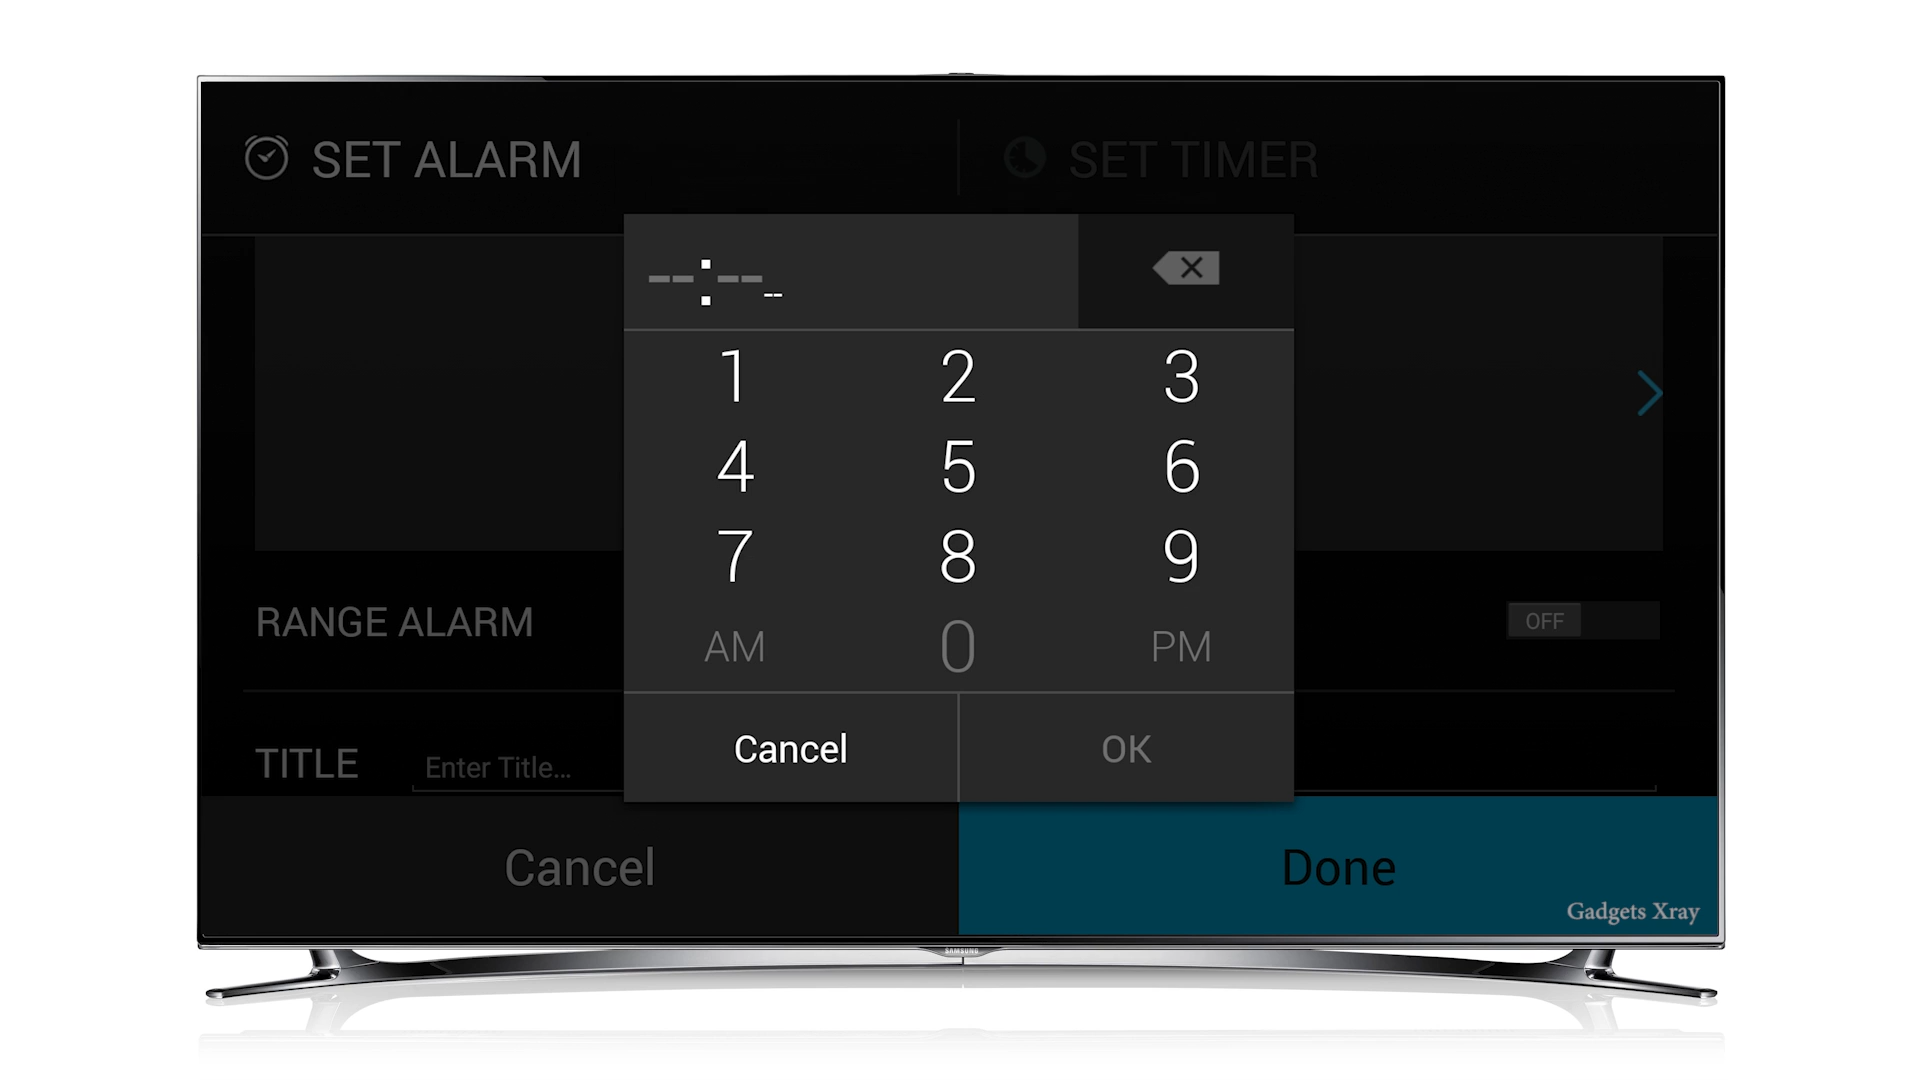 SET ALARM
SET TIMER
--:-- --
1 2 3
4 5 6
7 8 9
AM 0 PM
Cancel OK
RANGE ALARM
OFF
TITLE
Enter Title...
Cancel
Done
Gadgets Xray
SAMSUNG